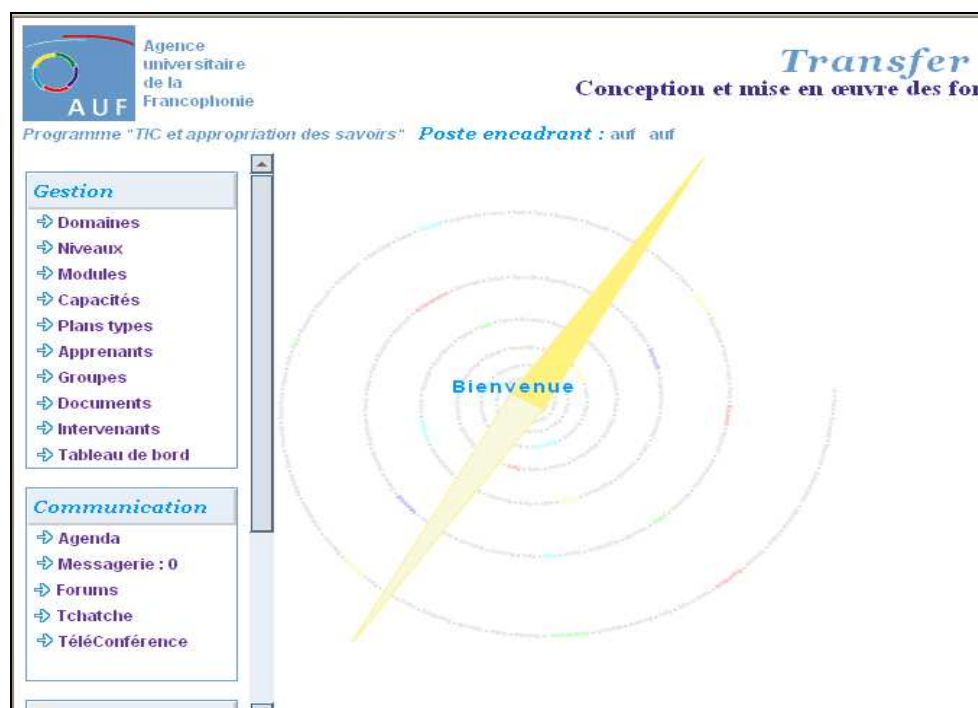 Agence
universitaire
de la
Francophonie
AUF
Transfer
Conception et mise en œuvre des for
Programme "TIC et appropriation des savoirs" Poste encadrant : auf auf
Gestion
Domaines
Niveaux
Modules
Capacités
Plans types
Apprenants
Groupes
Documents
Intervenants
Tableau de bord
Communication
Agenda
Messagerie : 0
Forums
Tchatche
TéléConférence
Bienvenue